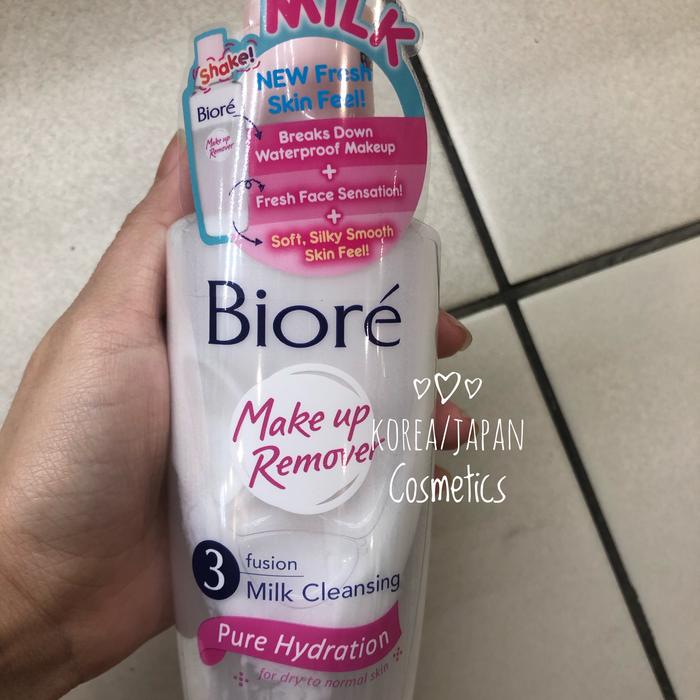 MILK
Shake!
NEW Fresh
Skin Feel!
Bioré
Make up
Remover
Breaks Down
Waterproof Makeup
+
Fresh Face Sensation!
+
Soft, Silky Smooth
Skin Feel!
Bioré
Make up
Remover
KOREA/JAPAN
Cosmetics
3 fusion
Milk Cleansing
Pure Hydration
for dry to normal skin